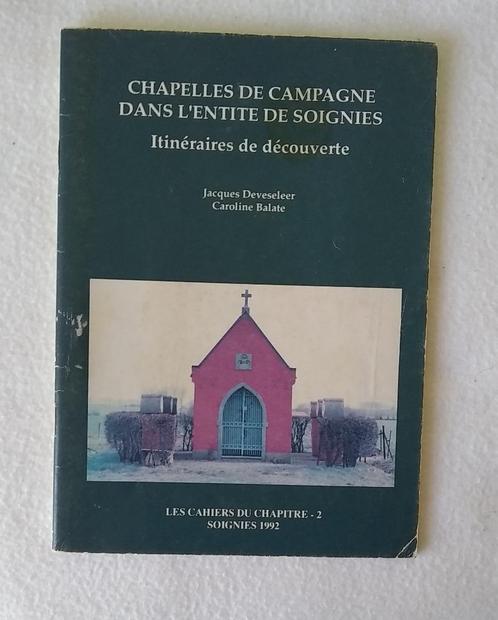 CHAPELLES DE CAMPAGNE
DANS L'ENTITE DE SOIGNIES
Itinéraires de découverte
Jacques Deveseleer
Caroline Balate
LES CAHIERS DU CHAPITRE - 2
SOIGNIES 1992